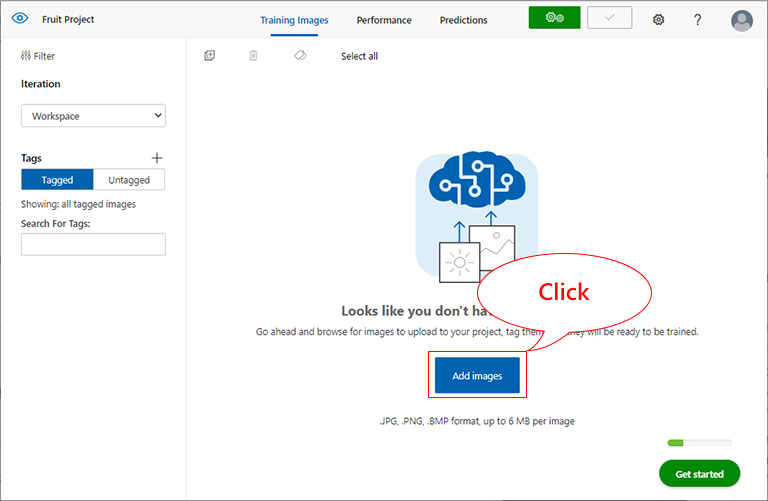 Fruit Project
Training Images
Performance
Predictions
?
Filter
Select all
Iteration
Workspace
Tags
Tagged
Untagged
Showing: all tagged images
Search For Tags:
Click
Looks like you don't ha
Go ahead and browse for images to upload to your project, tag them they will be ready to be trained.
Add images
.JPG, .PNG, .BMP format, up to 6 MB per image
Get started